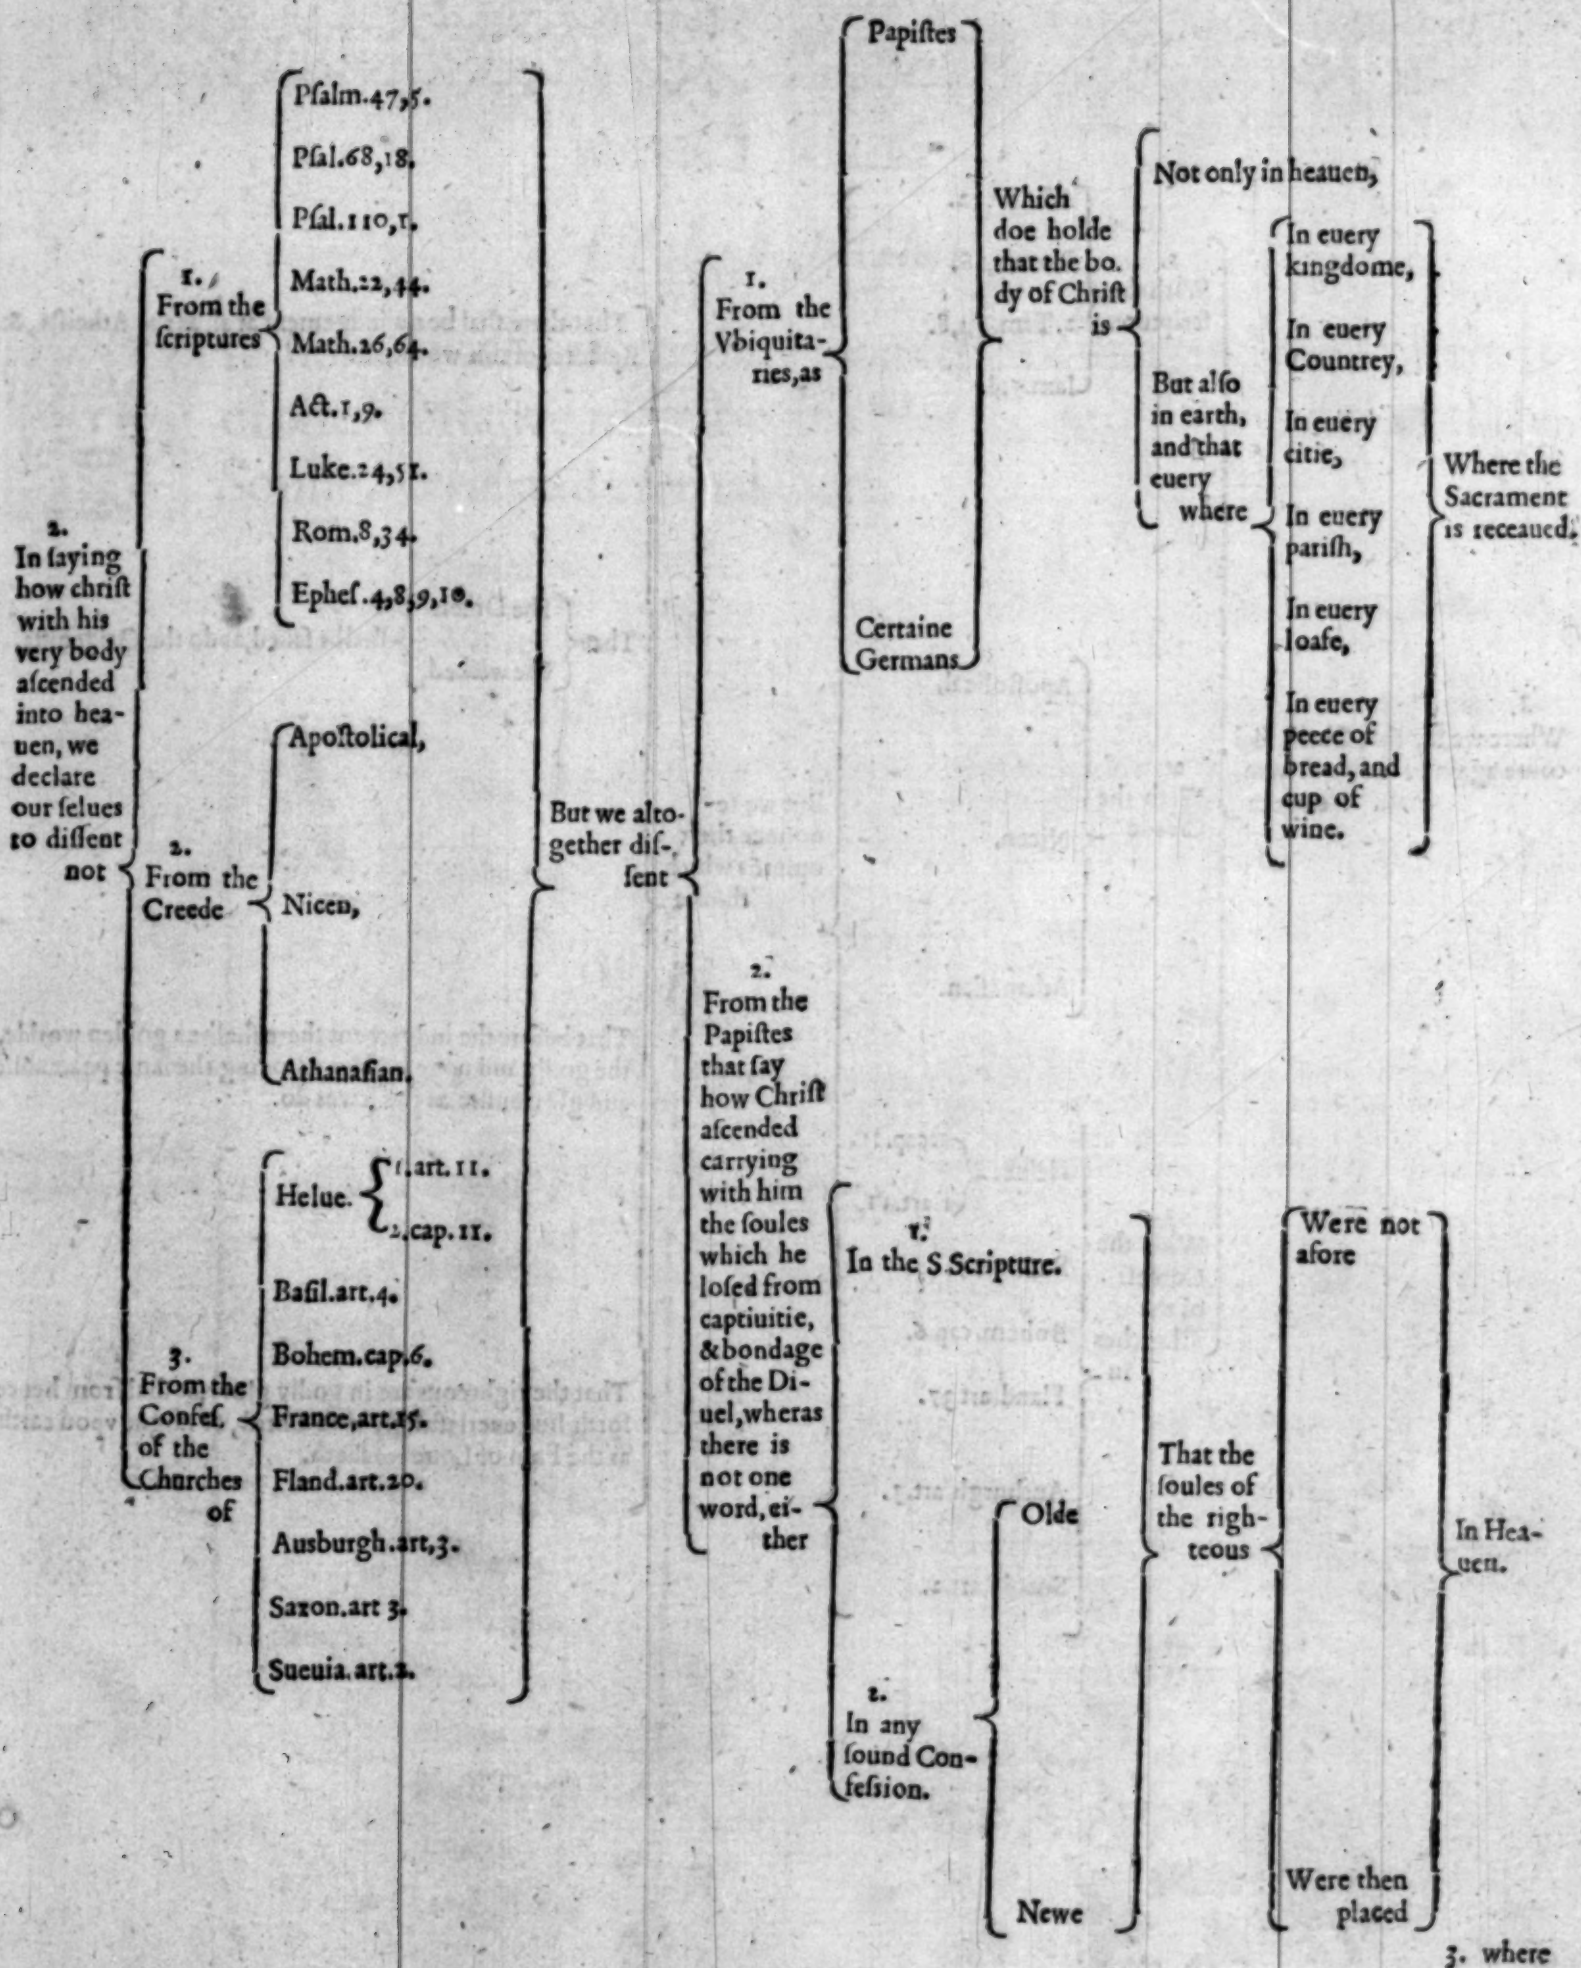 2.
In ſaying
how chriſt
with his
very body
aſcended
into hea-
uen, we
declare
our ſelues
to diſſent
not
1.
From the
ſcriptures
Pſalm.47,5.
Pſal.68,18.
Pſal.110,1.
Math.22,44.
Math.26,64.
Act.1,9.
Luke.24,51.
Rom.8,34.
Epheſ.4,8,9,10.
2.
From the
Creede
Apoſtolical,
Nicen,
Athanaſian.
3.
From the
Confeſ.
of the
Churches
of
Helue.
1.art.11.
2.cap.11.
Baſil.art.4.
Bohem.cap.6.
France,art.15.
Fland.art.20.
Ausburgh.art,3.
Saxon.art 3.
Sueuia.art.2.
But we alto-
gether diſ-
ſent
1.
From the
Vbiquita-
ries,as
Papiſtes
Certaine
Germans
Which
doe holde
that the bo.
dy of Chriſt
is
Not only in heauen,
But alſo
in earth,
and that
euery
where
In euery
kingdome,
In euery
Countrey,
In euery
citie,
In euery
pariſh,
In euery
loafe,
In euery
peece of
bread, and
cup of
wine.
Where the
Sacrament
is receaued.
2.
From the
Papiſtes
that ſay
how Chriſt
aſcended
carrying
with him
the ſoules
which he
loſed from
captiuitie,
& bondage
of the Di-
uel, wheras
there is
not one
word, ei-
ther
1.
In the S.Scripture.
2.
In any
ſound Con-
feſsion.
Olde
Newe
That the
ſoules of
the righ-
teous
Were not
afore
Were then
placed
In Hea-
uen.
3. where